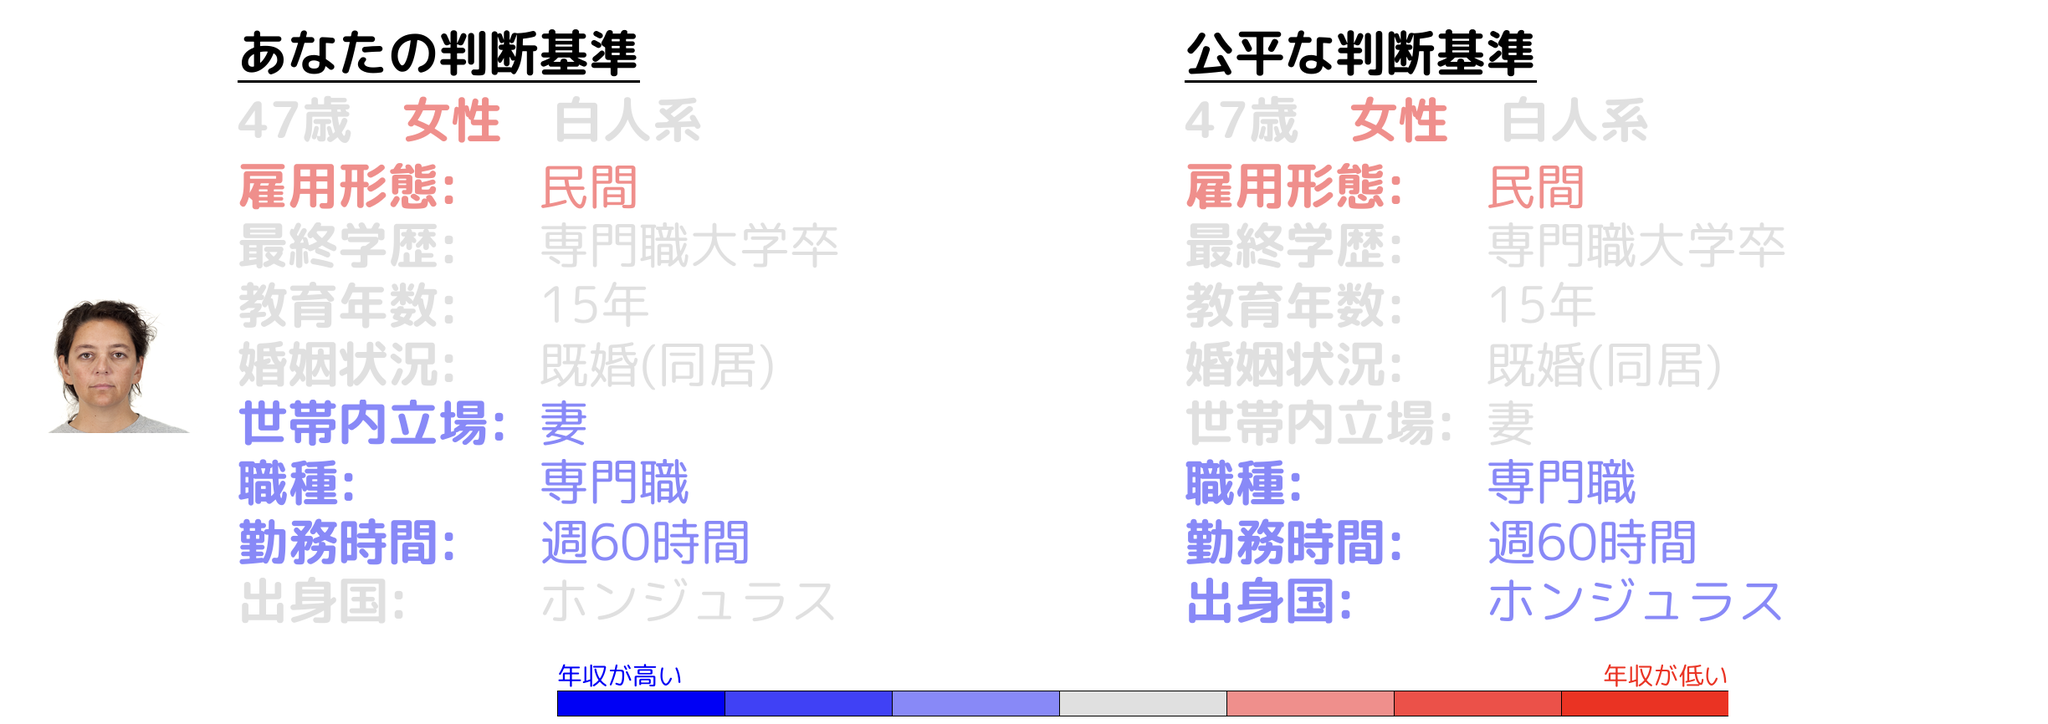 あなたの判断基準
47歳 女性 白人系
雇用形態: 民間
最終学歴: 専門職大学卒
教育年数: 15年
婚姻状況: 既婚(同居)
世帯内立場: 妻
職種: 専門職
勤務時間: 週60時間
出身国: ホンジュラス
公平な判断基準
47歳 女性 白人系
雇用形態: 民間
最終学歴: 専門職大学卒
教育年数: 15年
婚姻状況: 既婚(同居)
世帯内立場: 妻
職種: 専門職
勤務時間: 週60時間
出身国: ホンジュラス
年収が高い
年収が低い